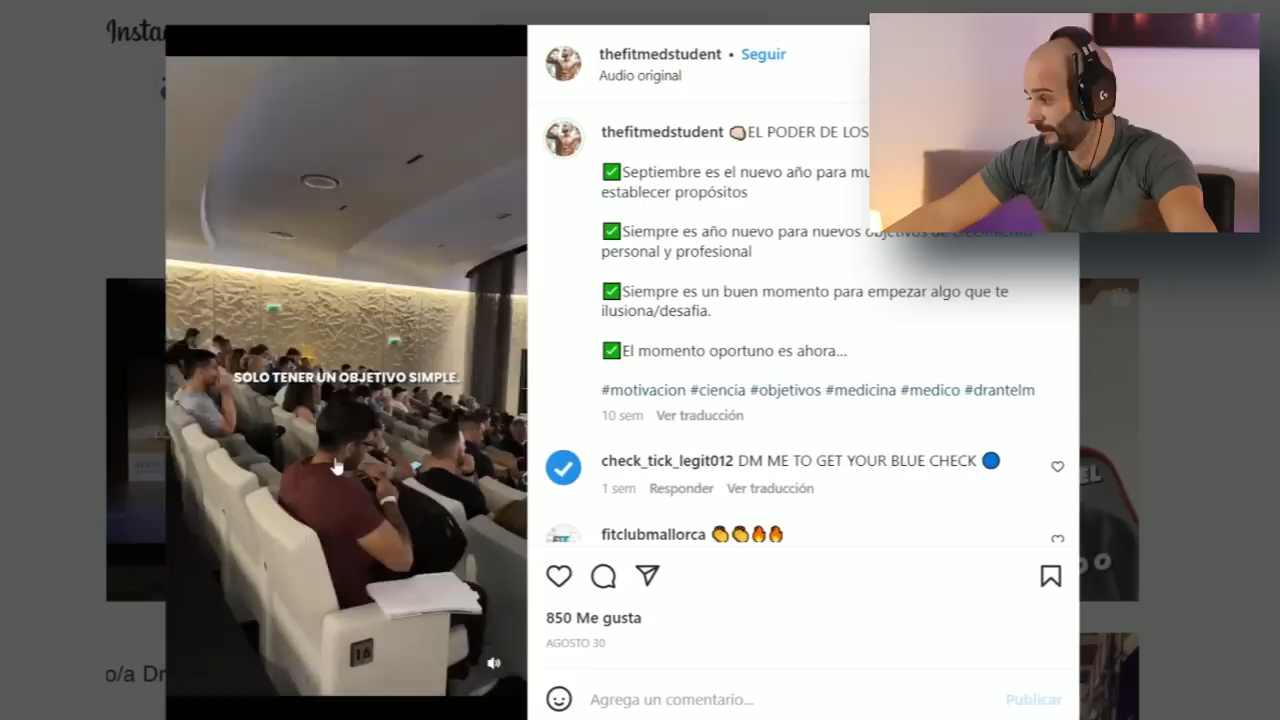 Insta
thefitmedstudent • Seguir
Audio original
thefitmedstudent EL PODER DE LOS
Septiembre es el nuevo año para
establecer propósitos
Siempre es año nuevo para nuevos objetivos de crecimiento
personal y profesional
Siempre es un buen momento para empezar algo que te
ilusiona/desafia.
El momento oportuno es ahora...
#motivacion #ciencia #objetivos #medicina #medico #drantelm
10 sem Ver traducción
check_tick_legit012 DM ME TO GET YOUR BLUE CHECK
1 sem Responder Ver traducción
fitclubmallorca
850 Me gusta
AGOSTO 30
Agrega un comentario... Publicar
SOLO TENER UN OBJETIVO SIMPLE.
16
o/a Dr